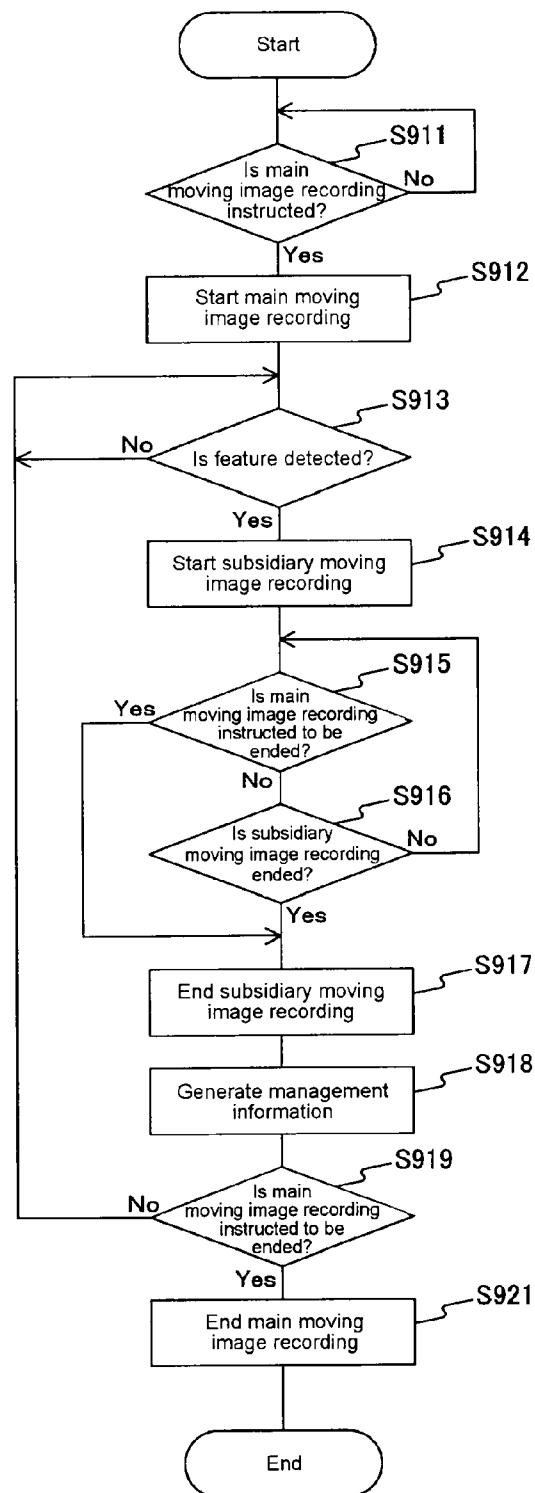 Start
S911
Is main
moving image recording
instructed?
No
Yes
S912
Start main moving
image recording
S913
No
Is feature detected?
Yes
S914
Start subsidiary moving
image recording
S915
Yes
Is main
moving image recording
instructed to be
ended?
No
S916
Is subsidiary
moving image recording
ended?
No
Yes
S917
End subsidiary moving
image recording
S918
Generate management
information
S919
No
Is main
moving image recording
instructed to be
ended?
Yes
S921
End main moving
image recording
End